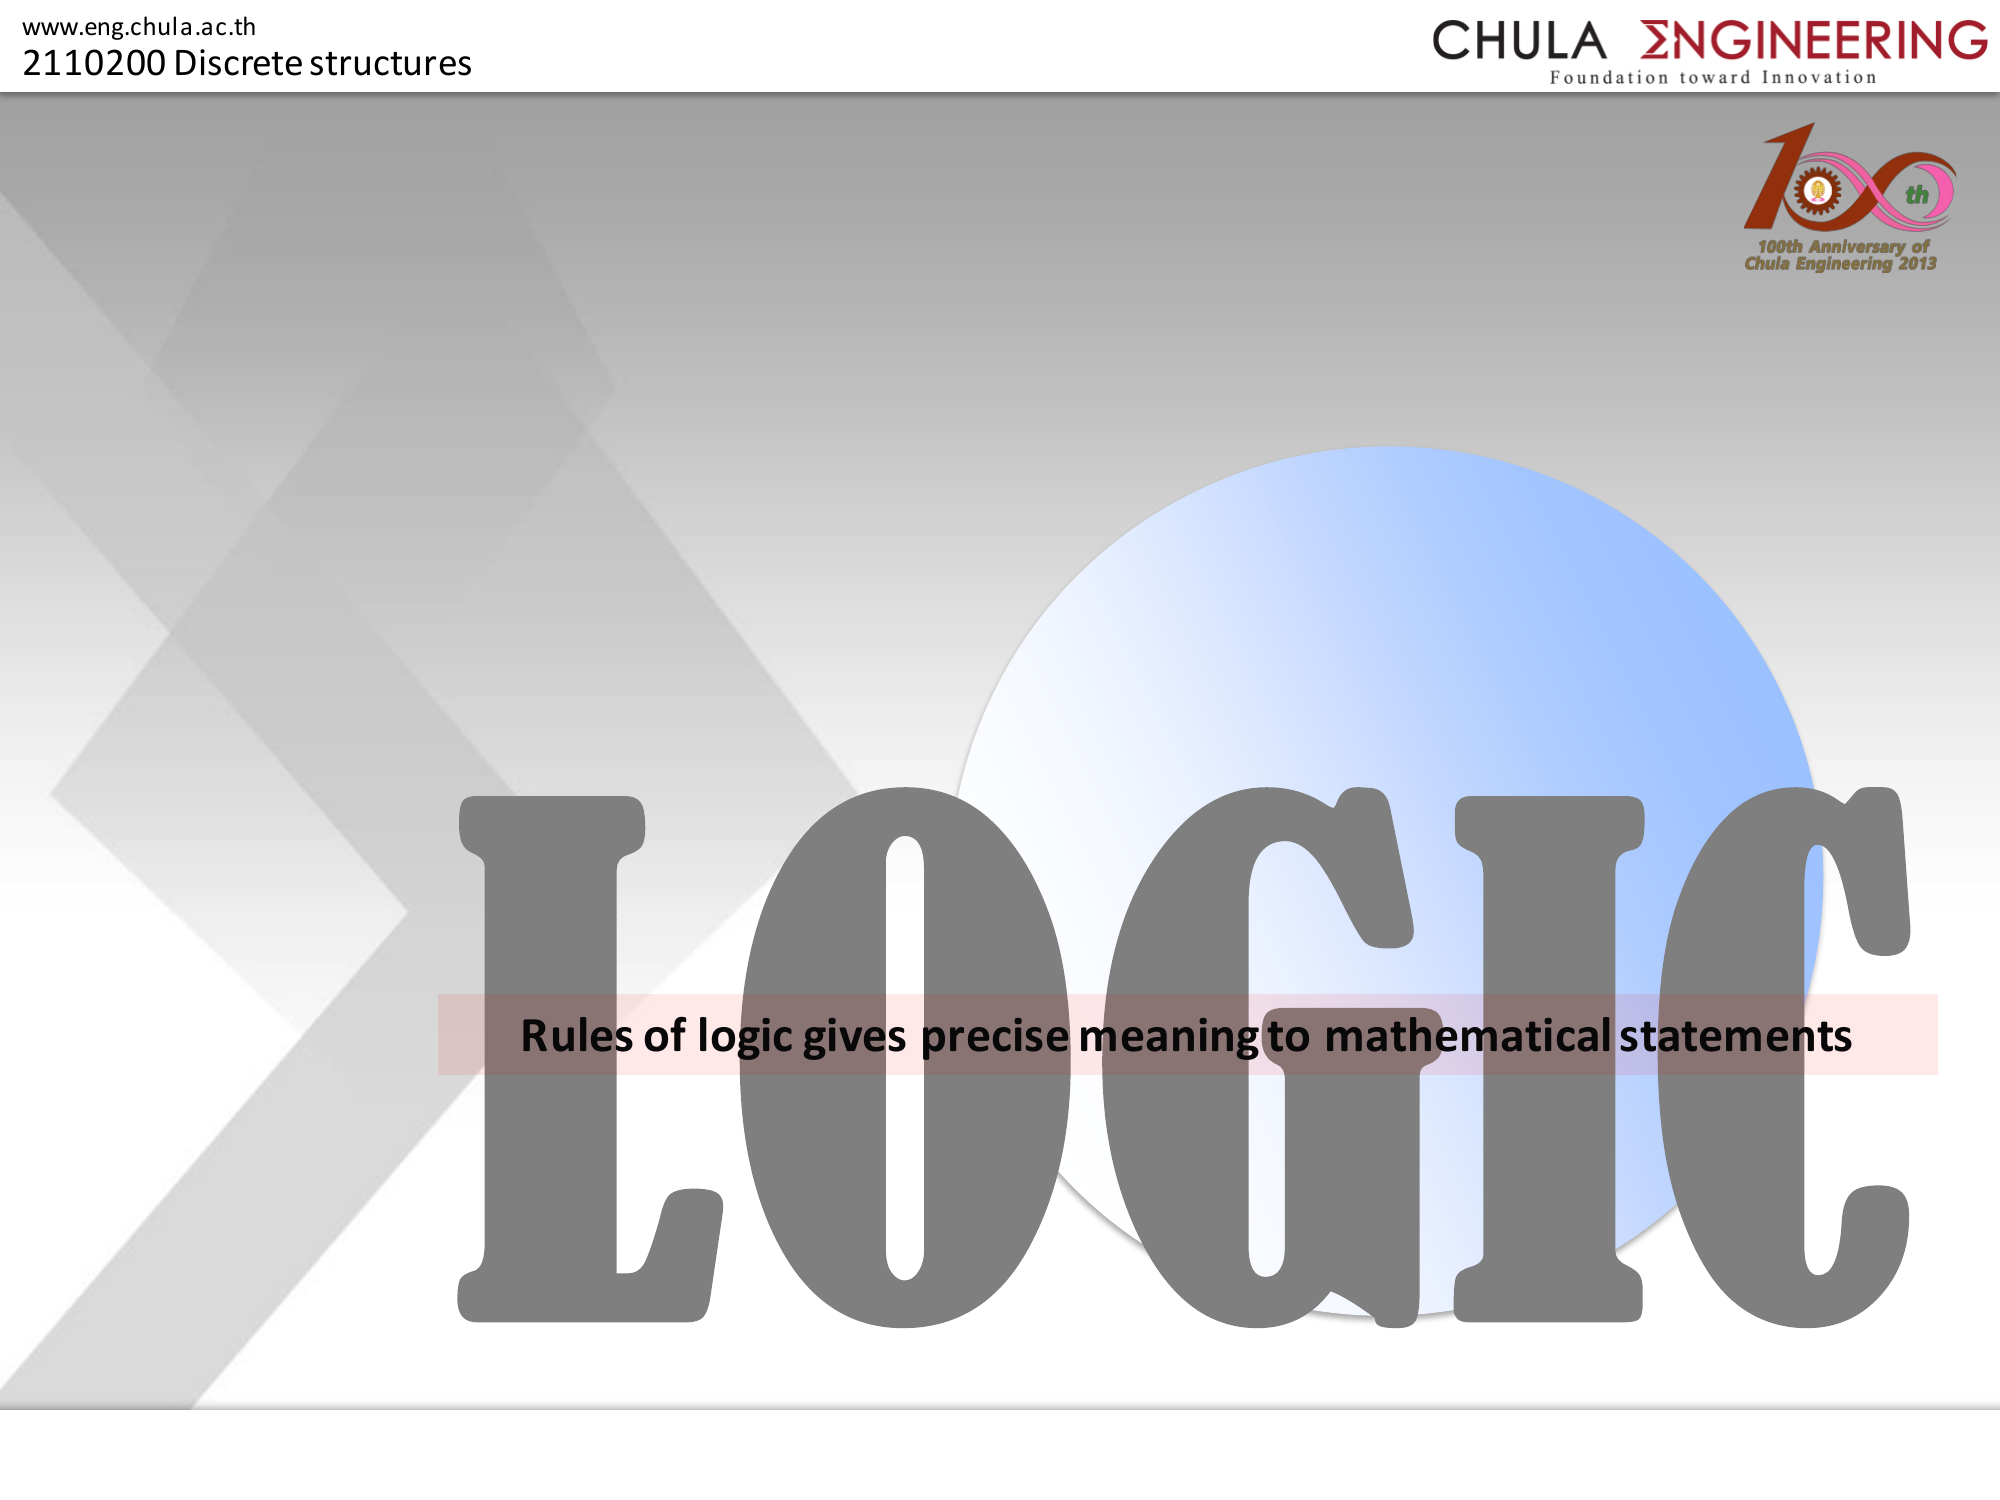 www.eng.chula.ac.th
2110200 Discrete structures
CHULA ΣNGINEERING
Foundation toward Innovation
100th
100th Anniversary of
Chula Engineering 2013
LOGIC
Rules of logic gives precise meaning to mathematical statements